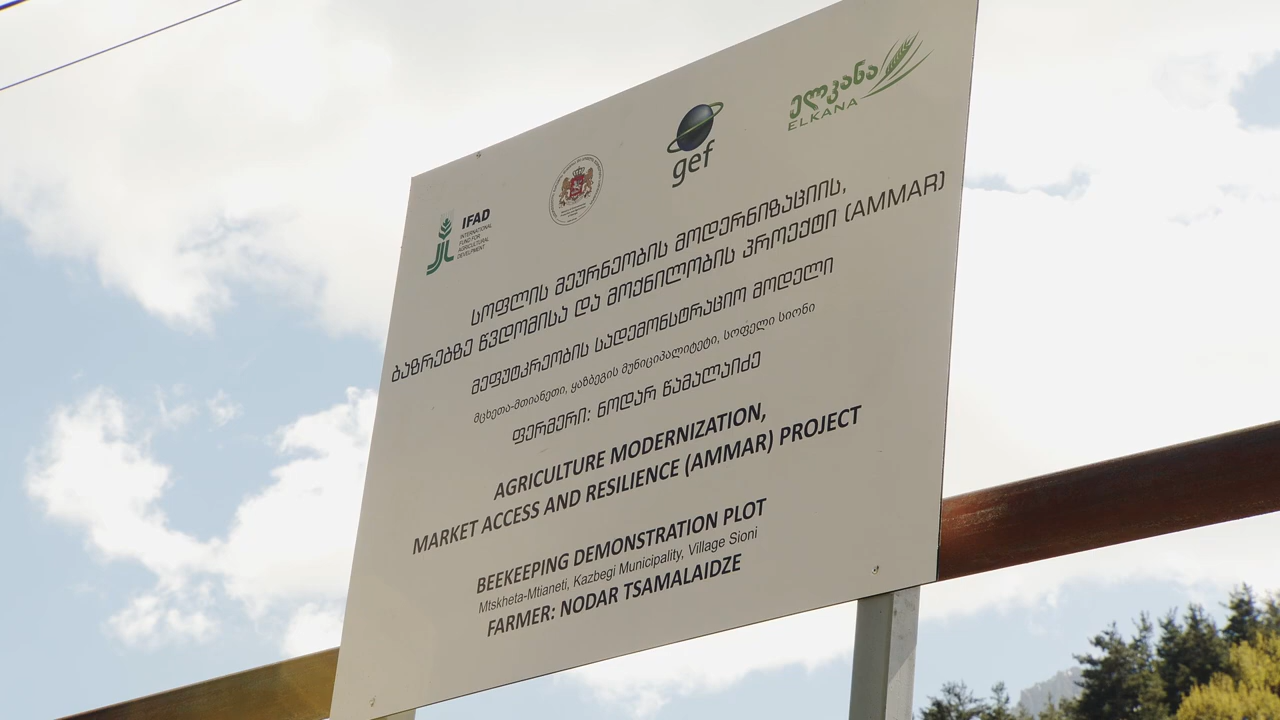 IFAD
INTERNATIONAL
FUND FOR
AGRICULTURAL
DEVELOPMENT
gef
ელკანა
ELKANA
სოფლის მეურნეობის მოდერნიზაციის,
ბაზრებზე წვდომისა და მოქნილობის პროექტი (AMMAR)
მეფუტკრეობის სადემონსტრაციო მოდელი
მცხეთა-მთიანეთი, ყაზბეგის მუნიციპალიტეტი, სოფელი სიონი
ფერმერი: ნოდარ წამალაიძე
AGRICULTURE MODERNIZATION,
MARKET ACCESS AND RESILIENCE (AMMAR) PROJECT
BEEKEEPING DEMONSTRATION PLOT
Mtskheta-Mtianeti, Kazbegi Municipality, Village Sioni
FARMER: NODAR TSAMALAIDZE